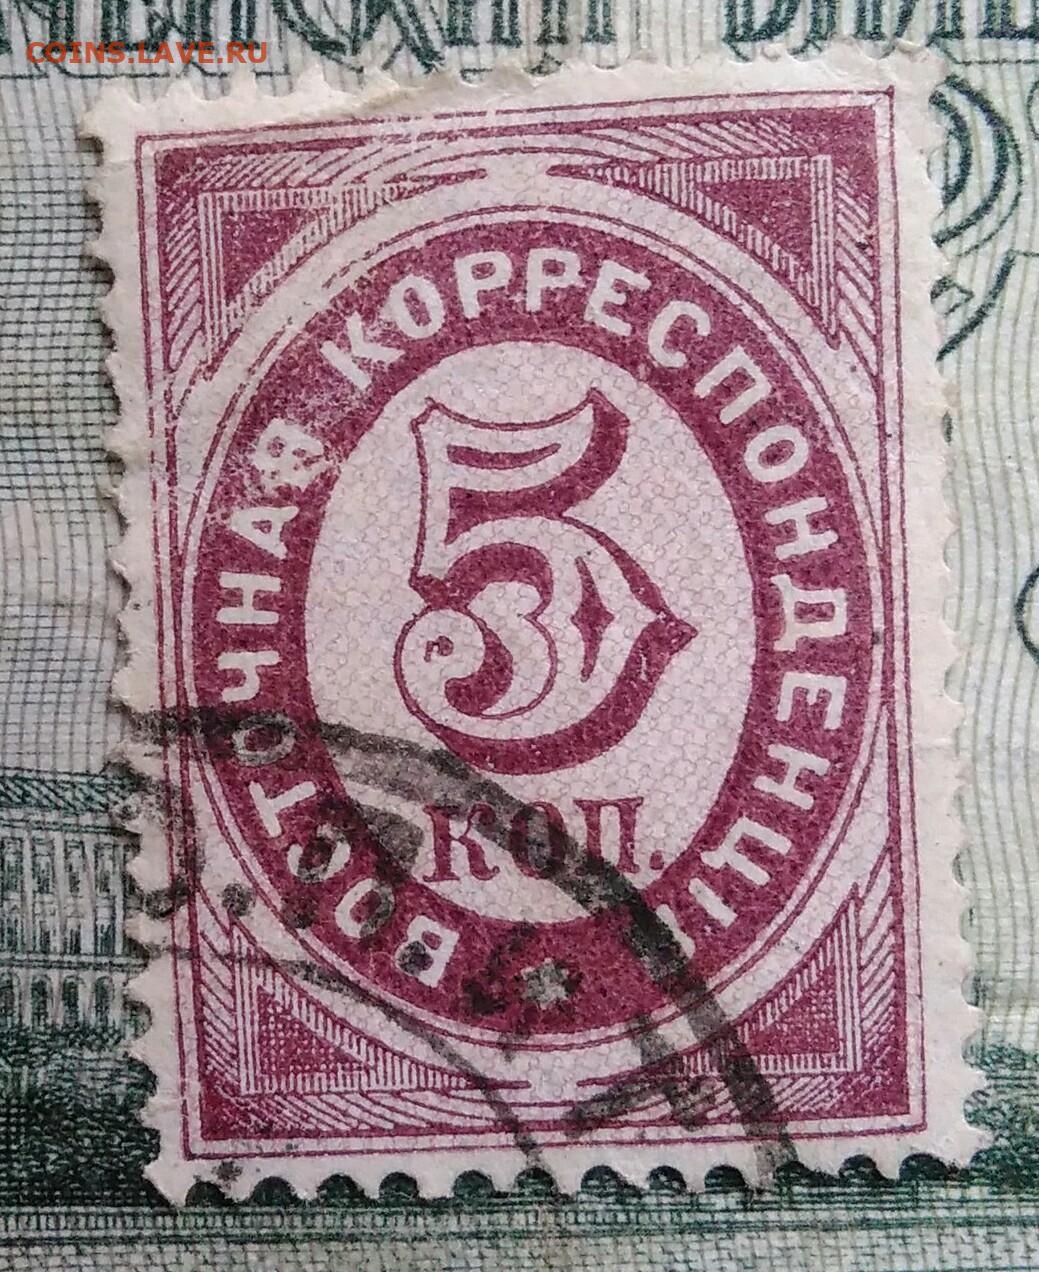 COINS.LAVE.RU
ВОСТОЧНАЯ КОРРЕСПОНДЕНЦІЯ
5
КОП.